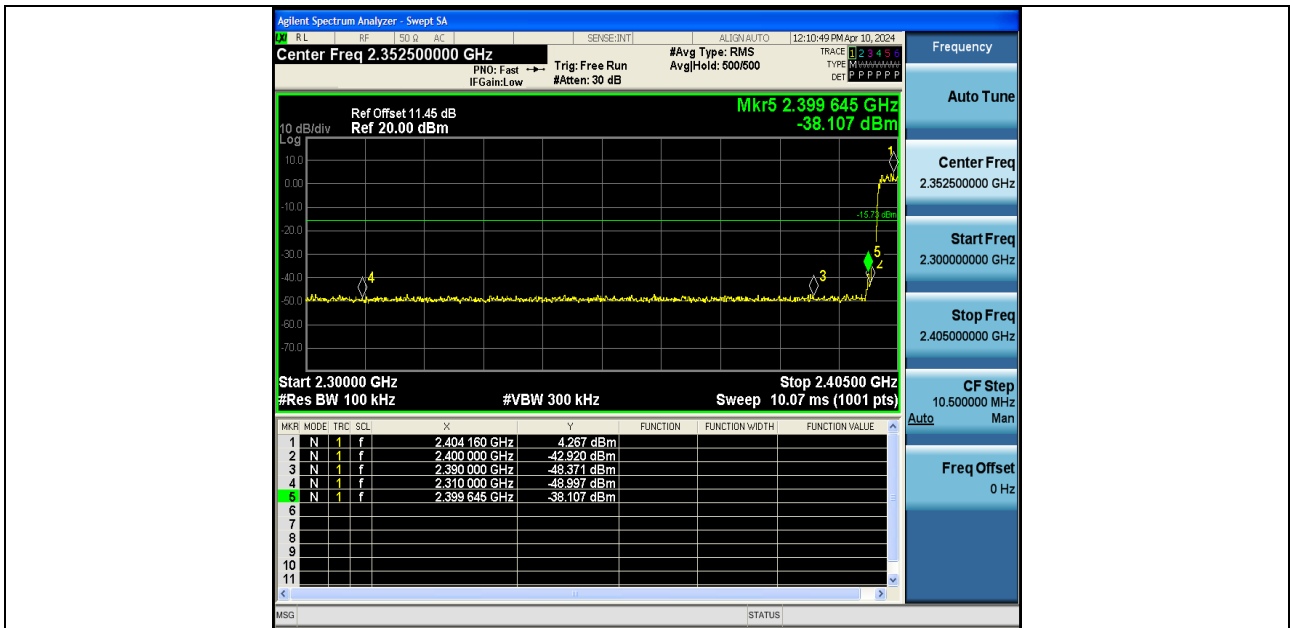 Agilent Spectrum Analyzer - Swept SA
RL RF 50 Ω AC SENSE:INT ALIGN AUTO 12:10:49 PM Apr 10, 2024
Center Freq 2.352500000 GHz
PNO: Fast
IFGain:Low
Trig: Free Run
#Atten: 30 dB
#Avg Type: RMS
Avg|Hold: 500/500
TRACE 1 2 3 4 5 6
TYPE M
DET P P P P P P
Ref Offset 11.45 dB
10 dB/div Ref 20.00 dBm
Log
Mkr5 2.399 645 GHz
-38.107 dBm
10.0
0.00
-10.0
-20.0
-30.0
-40.0
-50.0
-60.0
-70.0
1
-15.73 dBm
5
2
3
4
Start 2.30000 GHz Stop 2.40500 GHz
#Res BW 100 kHz #VBW 300 kHz Sweep 10.07 ms (1001 pts)
MKR MODE TRC SCL X Y FUNCTION FUNCTION WIDTH FUNCTION VALUE
1 N 1 f 2.404 160 GHz 4.267 dBm
2 N 1 f 2.400 000 GHz -42.920 dBm
3 N 1 f 2.390 000 GHz -48.371 dBm
4 N 1 f 2.310 000 GHz -48.997 dBm
5 N 1 f 2.399 645 GHz -38.107 dBm
6
7
8
9
10
11
MSG STATUS
Frequency
Auto Tune
Center Freq
2.352500000 GHz
Start Freq
2.300000000 GHz
Stop Freq
2.405000000 GHz
CF Step
10.500000 MHz
Auto Man
Freq Offset
0 Hz